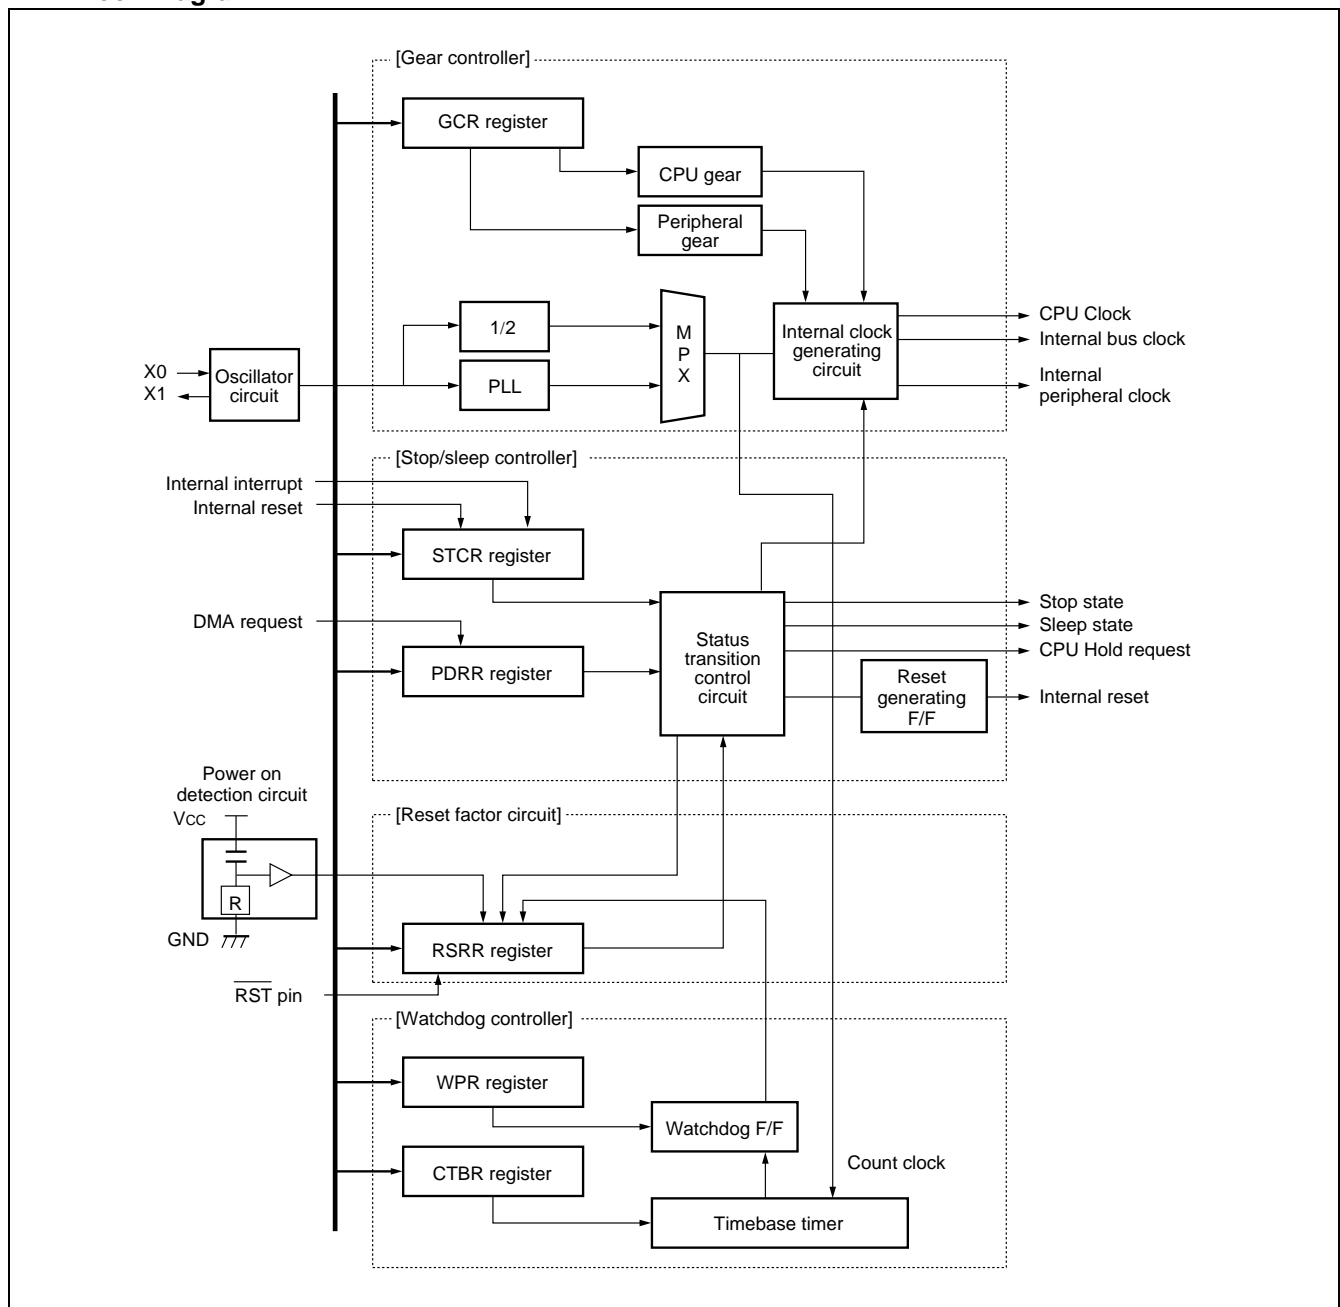 [Gear controller]
GCR register
CPU gear
Peripheral
gear
1/2
PLL
M
P
X
Internal clock
generating
circuit
CPU Clock
Internal bus clock
Internal
peripheral clock
X0
X1
Oscillator
circuit
[Stop/sleep controller]
Internal interrupt
Internal reset
STCR register
DMA request
PDRR register
Status
transition
control
circuit
Stop state
Sleep state
CPU Hold request
Reset
generating
F/F
Internal reset
Power on
detection circuit
VCC
R
GND
[Reset factor circuit]
RSRR register
RST pin
[Watchdog controller]
WPR register
Watchdog F/F
CTBR register
Count clock
Timebase timer